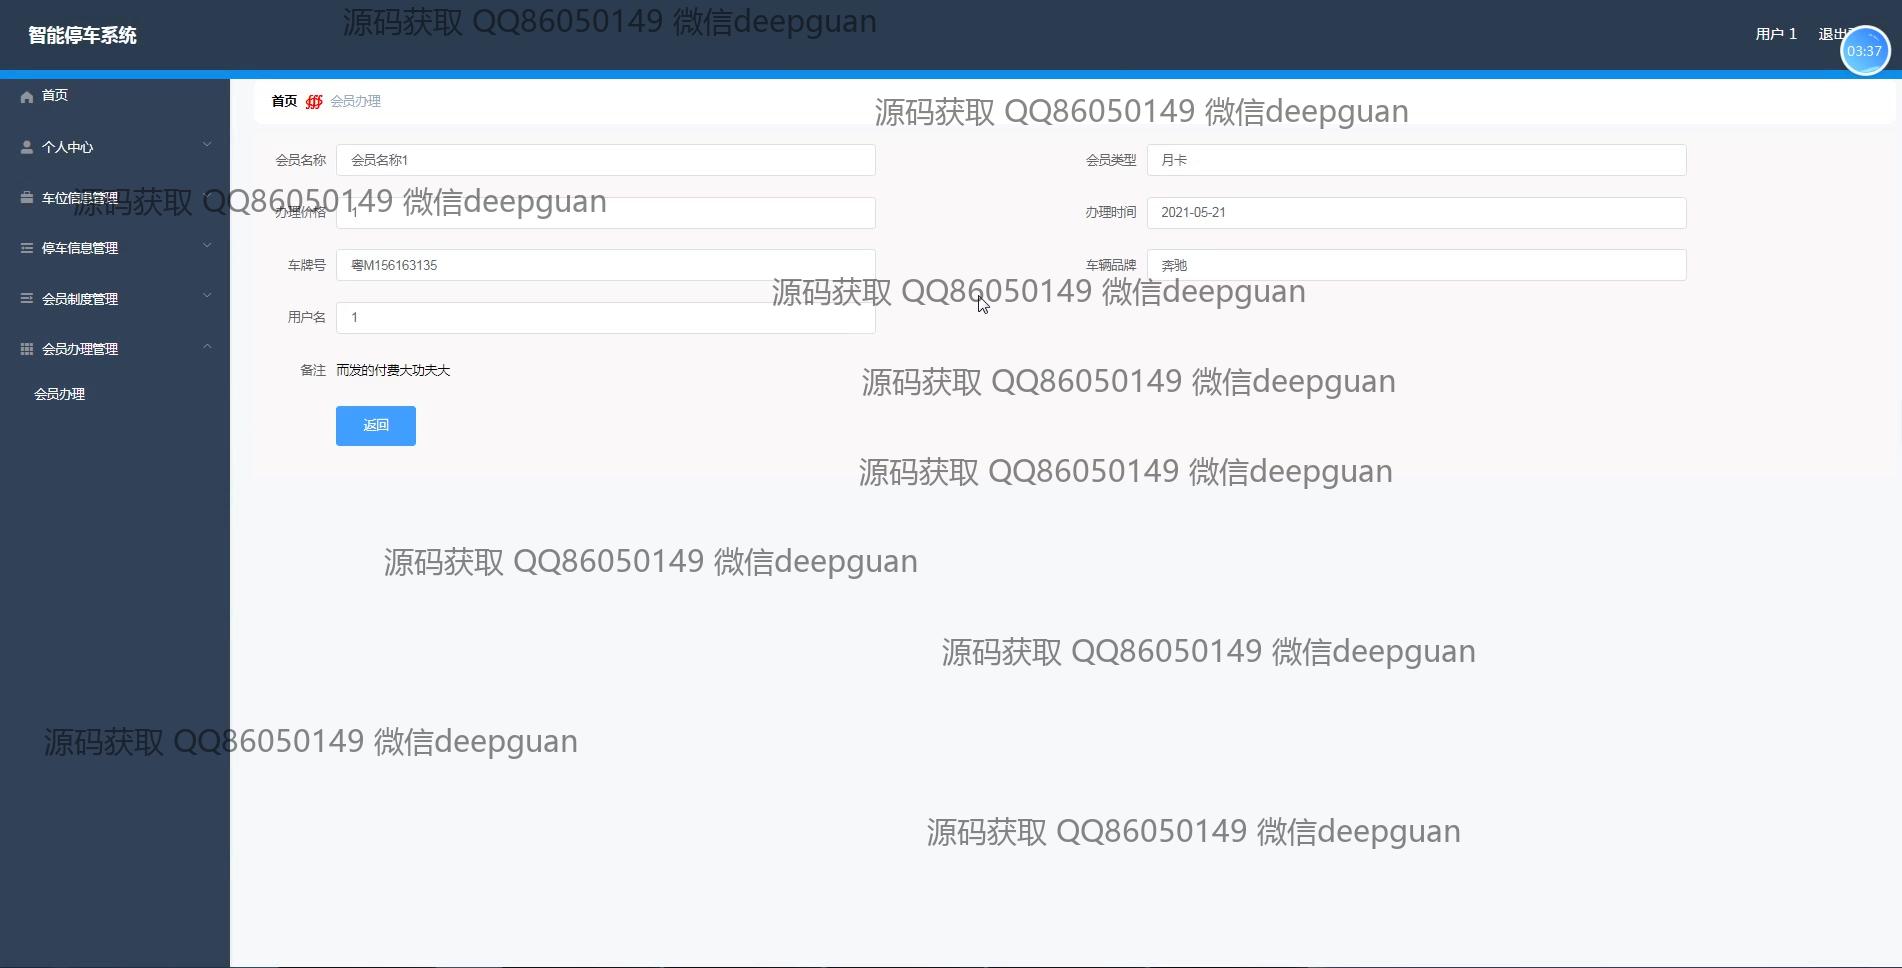 源码获取 QQ86050149 微信deepguan
智能停车系统
用户 1
退出
03:37
首页
首页 会员办理
源码获取 QQ86050149 微信deepguan
个人中心
会员名称 会员名称1
会员类型 月卡
车位信息管理
源码获取 QQ86050149 微信deepguan
办理价格 1
办理时间 2021-05-21
停车信息管理
车牌号 粤M156163135
车辆品牌 奔驰
源码获取 QQ86050149 微信deepguan
会员制度管理
用户名 1
会员办理管理
备注 而发的付费大功夫大
源码获取 QQ86050149 微信deepguan
会员办理
返回
源码获取 QQ86050149 微信deepguan
源码获取 QQ86050149 微信deepguan
源码获取 QQ86050149 微信deepguan
源码获取 QQ86050149 微信deepguan
源码获取 QQ86050149 微信deepguan